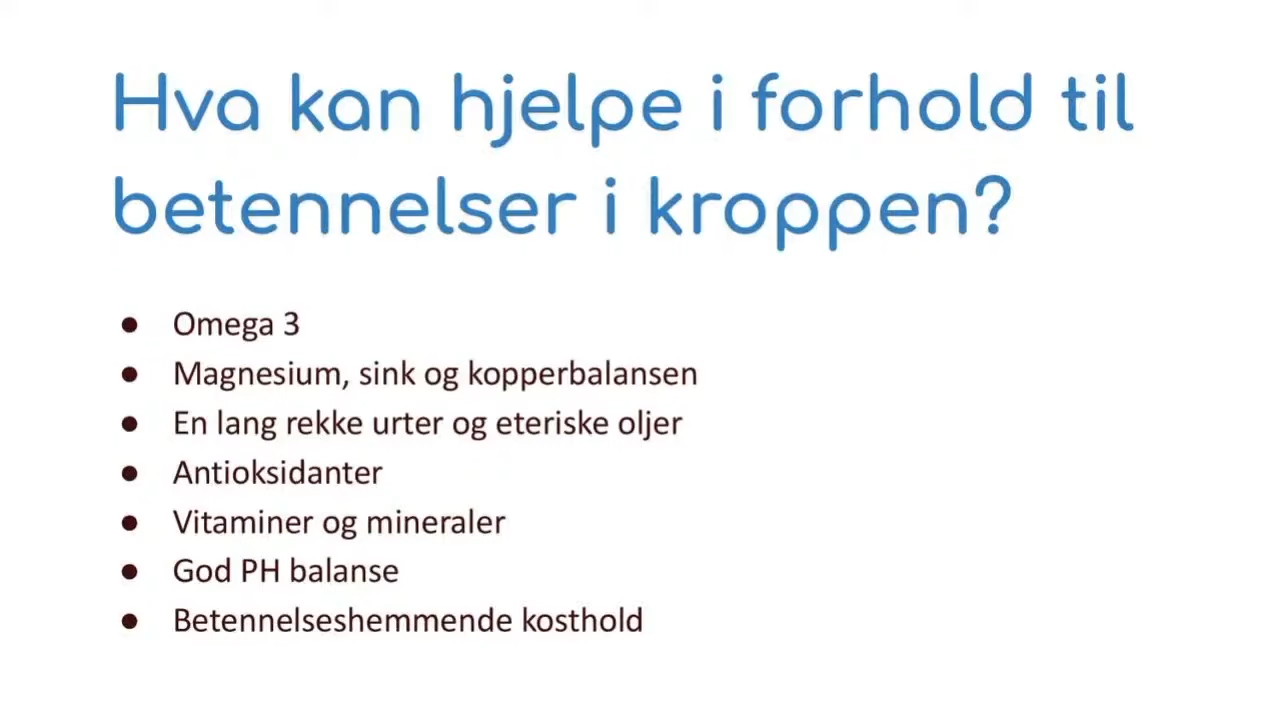 Hva kan hjelpe i forhold til
betennelser i kroppen?
● Omega 3
● Magnesium, sink og kopperbalansen
● En lang rekke urter og eteriske oljer
● Antioksidanter
● Vitaminer og mineraler
● God PH balanse
● Betennelseshemmende kosthold